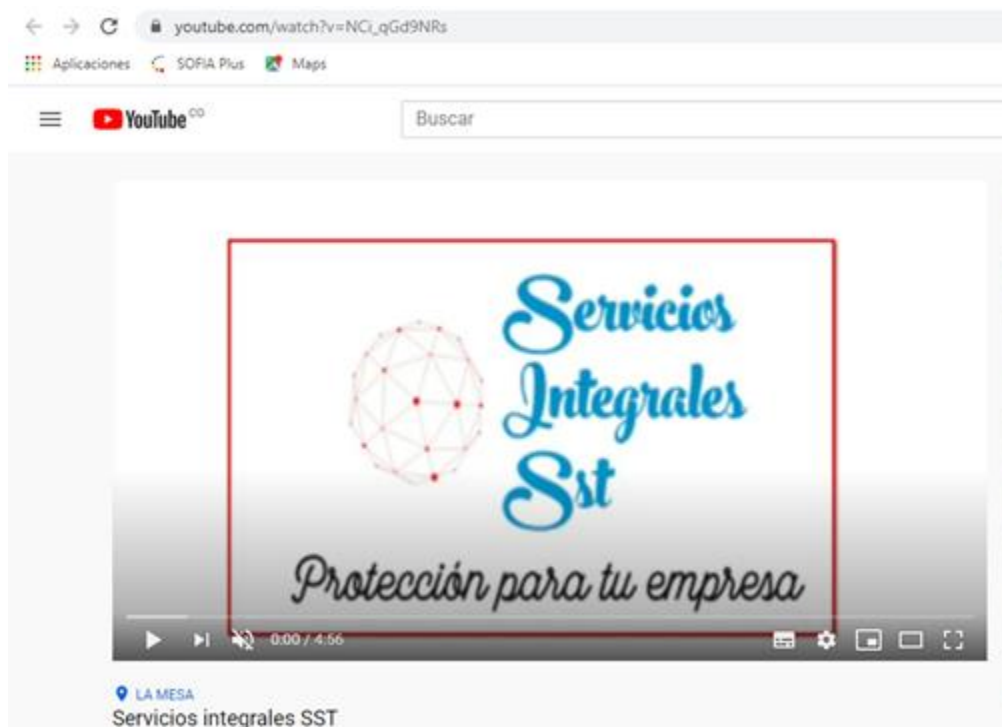 youtube.com/watch?v=NCi_qGd9NRs
Aplicaciones SOFIA Plus Maps
YouTube CO
Buscar
Servicios
Integrales
Sst
Protección para tu empresa
0:00 / 4:56
LA MESA
Servicios integrales SST